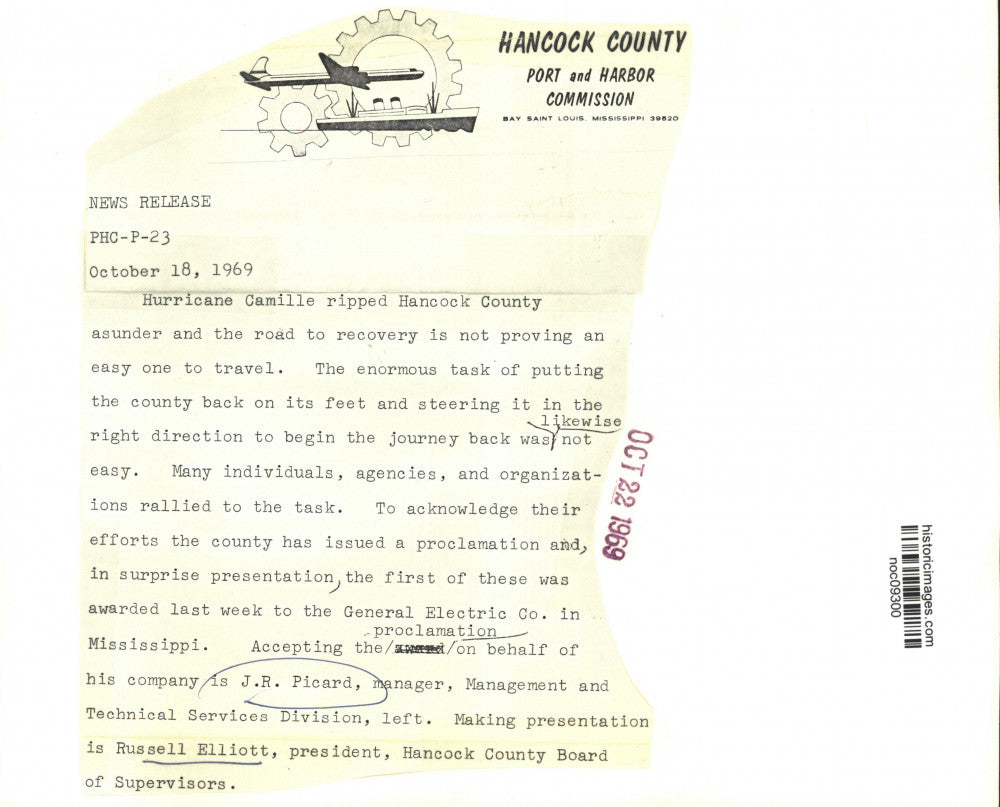 HANCOCK COUNTY
PORT and HARBOR
COMMISSION
BAY SAINT LOUIS, MISSISSIPPI 39520
NEWS RELEASE
PHC-P-23
October 18, 1969
Hurricane Camille ripped Hancock County
asunder and the road to recovery is not proving an
easy one to travel. The enormous task of putting
the county back on its feet and steering it in the
likewise
right direction to begin the journey back was not
easy. Many individuals, agencies, and organizat-
ions rallied to the task. To acknowledge their
efforts the county has issued a proclamation and,
in surprise presentation, the first of these was
awarded last week to the General Electric Co. in
proclamation
Mississippi. Accepting the/ /on behalf of
his company is J.R. Picard, manager, Management and
Technical Services Division, left. Making presentation
is Russell Elliott, president, Hancock County Board
of Supervisors.
OCT 22 1969
historicimages.com
noc09300